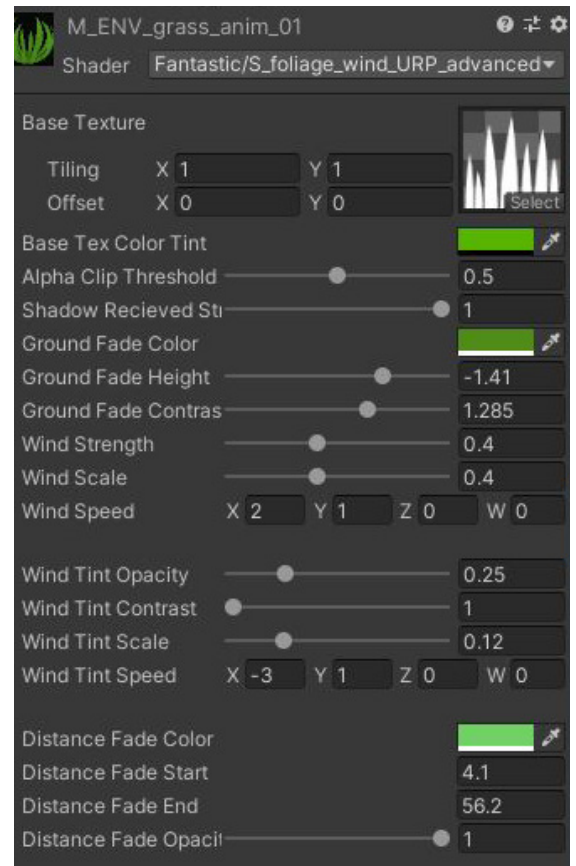 M_ENV_grass_anim_01
Shader Fantastic/S_foliage_wind_URP_advanced
Base Texture
Tiling X 1 Y 1
Offset X 0 Y 0
Select
Base Tex Color Tint
Alpha Clip Threshold 0.5
Shadow Recieved Str 1
Ground Fade Color
Ground Fade Height -1.41
Ground Fade Contras 1.285
Wind Strength 0.4
Wind Scale 0.4
Wind Speed X 2 Y 1 Z 0 W 0
Wind Tint Opacity 0.25
Wind Tint Contrast 1
Wind Tint Scale 0.12
Wind Tint Speed X -3 Y 1 Z 0 W 0
Distance Fade Color
Distance Fade Start 4.1
Distance Fade End 56.2
Distance Fade Opacit 1